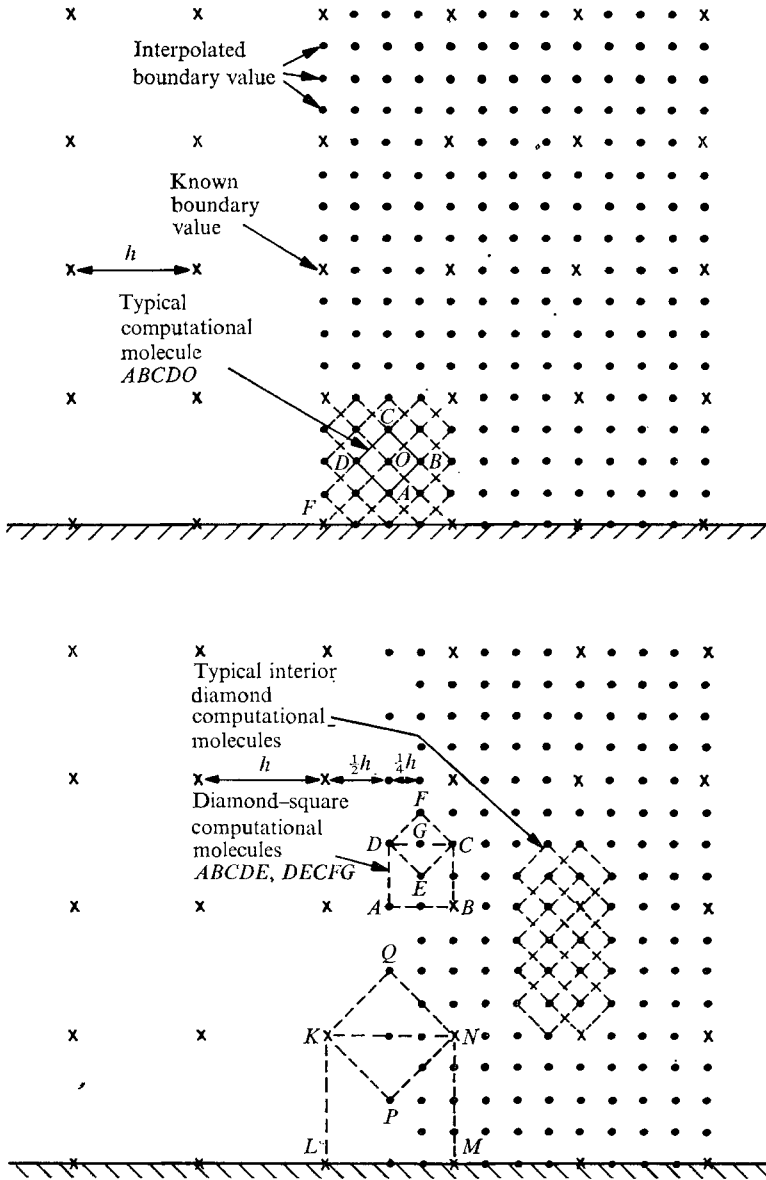 Interpolated
boundary value
Known
boundary
value
h
Typical
computational
molecule
ABCDO
C
D
O
B
A
F
Typical interior
diamond
computational
molecules
h
½h
¼h
Diamond–square
computational
molecules
ABCDE, DECFG
F
G
D
C
E
A
B
Q
K
N
P
L
M